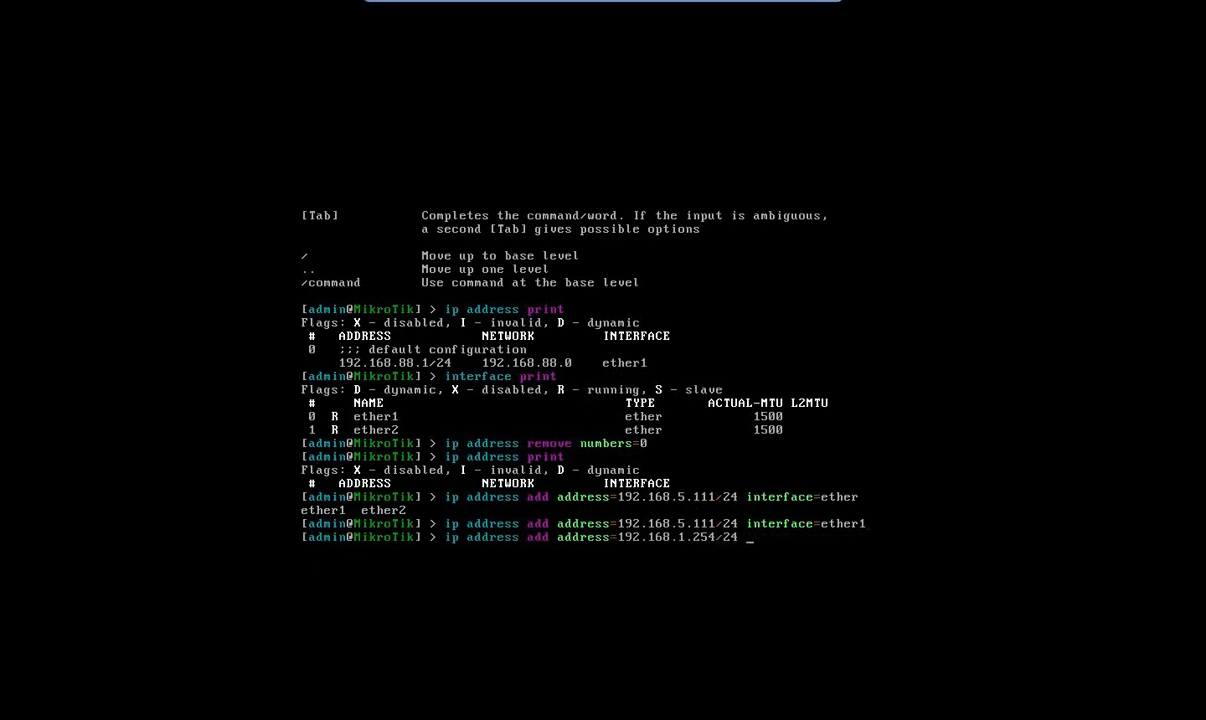 [Tab] Completes the command/word. If the input is ambiguous,
a second [Tab] gives possible options
/ Move up to base level
.. Move up one level
/command Use command at the base level
[admin@MikroTik] > ip address print
Flags: X - disabled, I - invalid, D - dynamic
# ADDRESS NETWORK INTERFACE
0 ;;; default configuration
192.168.88.1/24 192.168.88.0 ether1
[admin@MikroTik] > interface print
Flags: D - dynamic, X - disabled, R - running, S - slave
# NAME TYPE ACTUAL-MTU L2MTU
0 R ether1 ether 1500
1 R ether2 ether 1500
[admin@MikroTik] > ip address remove numbers=0
[admin@MikroTik] > ip address print
Flags: X - disabled, I - invalid, D - dynamic
# ADDRESS NETWORK INTERFACE
[admin@MikroTik] > ip address add address=192.168.5.111/24 interface=ether
ether1 ether2
[admin@MikroTik] > ip address add address=192.168.5.111/24 interface=ether1
[admin@MikroTik] > ip address add address=192.168.1.254/24 _